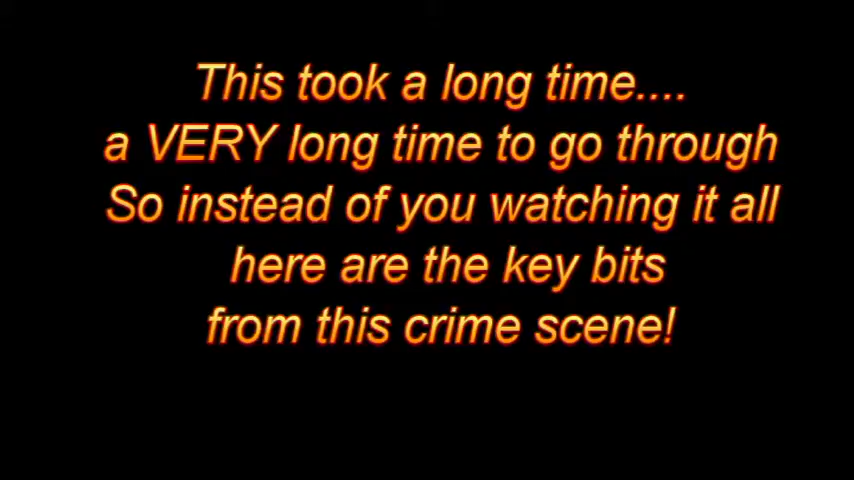 This took a long time....
a VERY long time to go through
So instead of you watching it all
here are the key bits
from this crime scene!